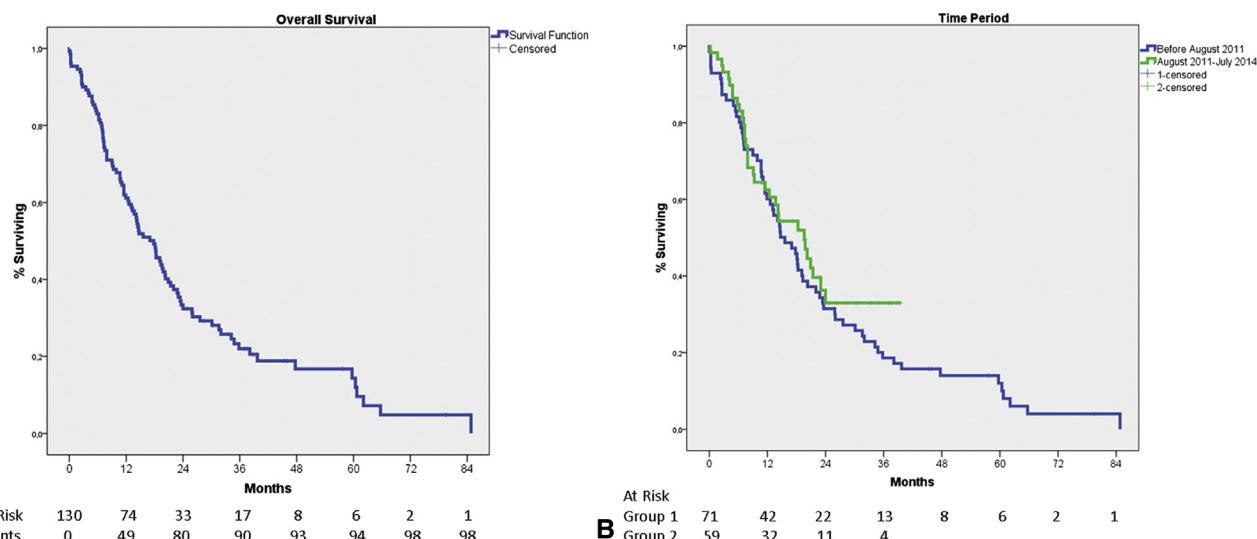 Overall Survival
Survival Function
Censored
% Surviving
1,0
0,8
0,6
0,4
0,2
0,0
0 12 24 36 48 60 72 84
Months
Risk 130 74 33 17 8 6 2 1
nts 0 49 80 90 93 94 98 98
Time Period
Before August 2011
August 2011-July 2014
1-censored
2-censored
% Surviving
1,0
0,8
0,6
0,4
0,2
0,0
0 12 24 36 48 60 72 84
Months
At Risk
Group 1 71 42 22 13 8 6 2 1
Group 2 59 32 11 4
B